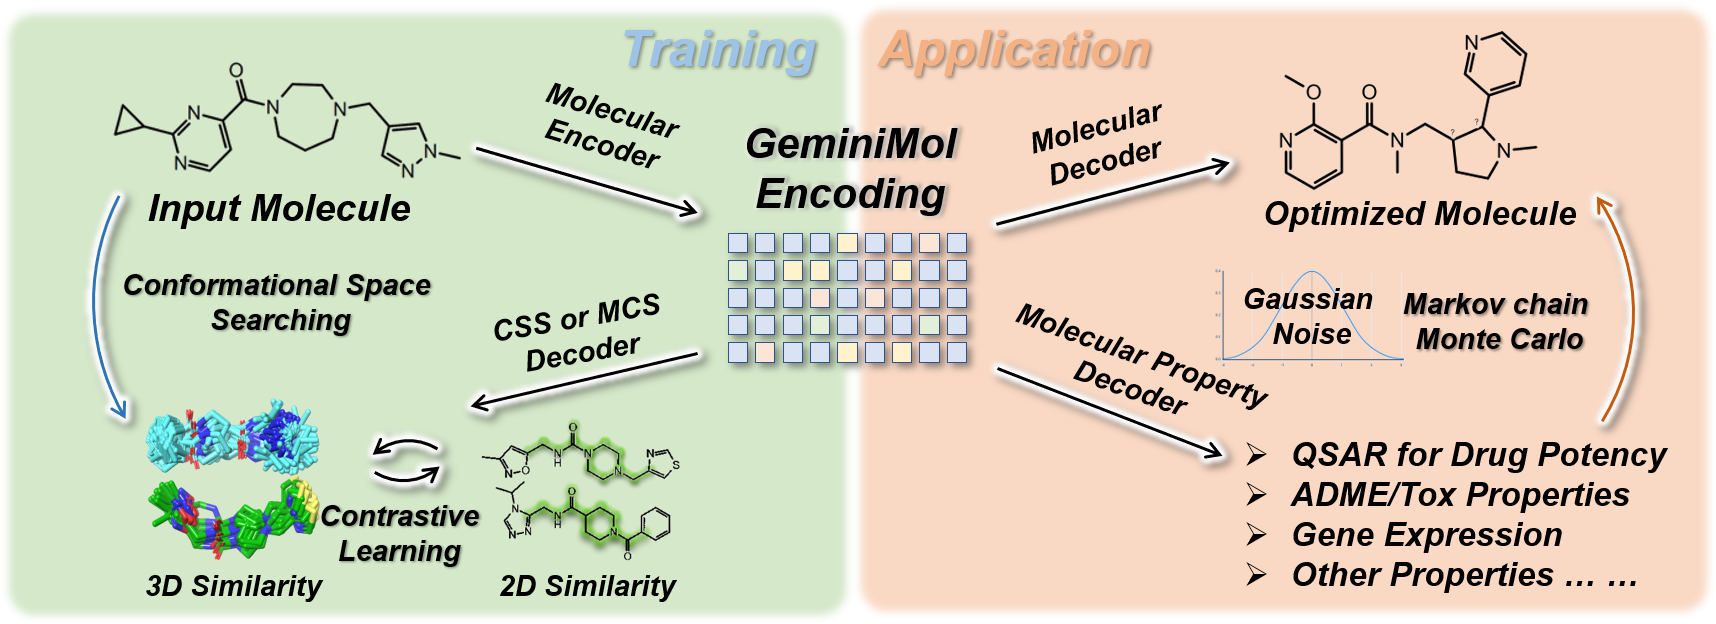 Training
Application
O
N
N
N
N
N
N
Input Molecule
Molecular
Encoder
GeminiMol
Encoding
Molecular
Decoder
N
O
O
N
N
?
?
N
Optimized Molecule
Conformational Space
Searching
CSS or MCS
Decoder
Gaussian
Noise
Markov chain
Monte Carlo
Molecular Property
Decoder
O
N
H
N
O
N
N
S
N
O
N
H
N
N
N
O
Contrastive
Learning
3D Similarity
2D Similarity
➢ QSAR for Drug Potency
➢ ADME/Tox Properties
➢ Gene Expression
➢ Other Properties … …